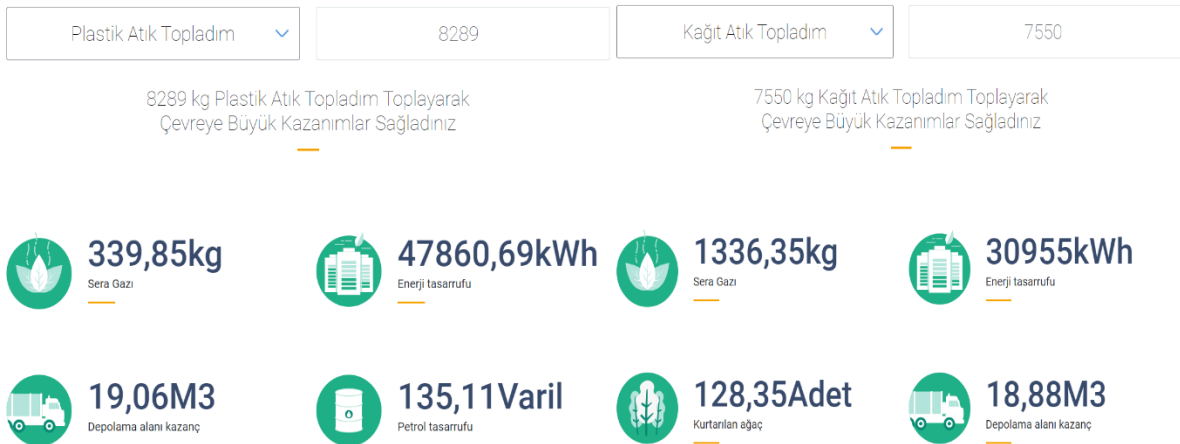 Plastik Atık Topladım
8289
8289 kg Plastik Atık Topladım Toplayarak
Çevreye Büyük Kazanımlar Sağladınız
339,85kg
Sera Gazı
47860,69kWh
Enerji tasarrufu
19,06M3
Depolama alanı kazanç
135,11Varil
Petrol tasarrufu
Kağıt Atık Topladım
7550
7550 kg Kağıt Atık Topladım Toplayarak
Çevreye Büyük Kazanımlar Sağladınız
1336,35kg
Sera Gazı
30955kWh
Enerji tasarrufu
128,35Adet
Kurtarılan ağaç
18,88M3
Depolama alanı kazanç